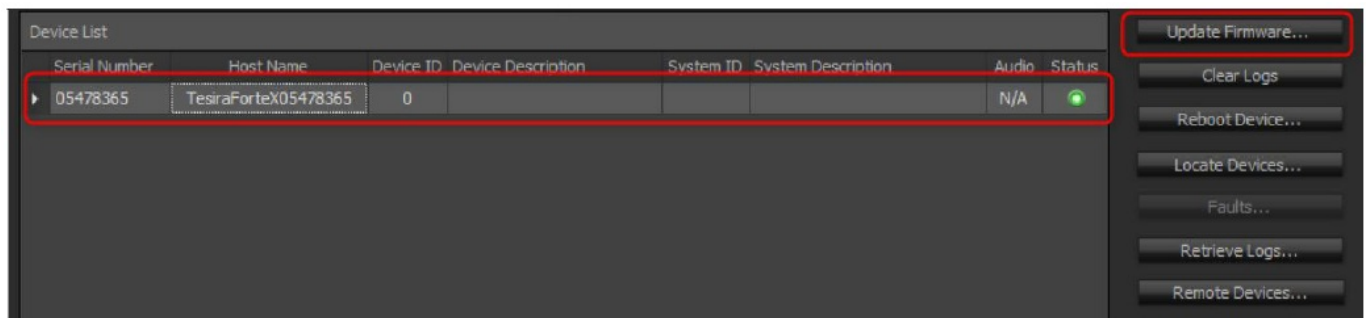 Device List
Serial Number Host Name Device ID Device Description System ID System Description Audio Status
05478365 TesiraForteX05478365 0 N/A
Update Firmware...
Clear Logs
Reboot Device...
Locate Devices...
Faults...
Retrieve Logs...
Remote Devices...